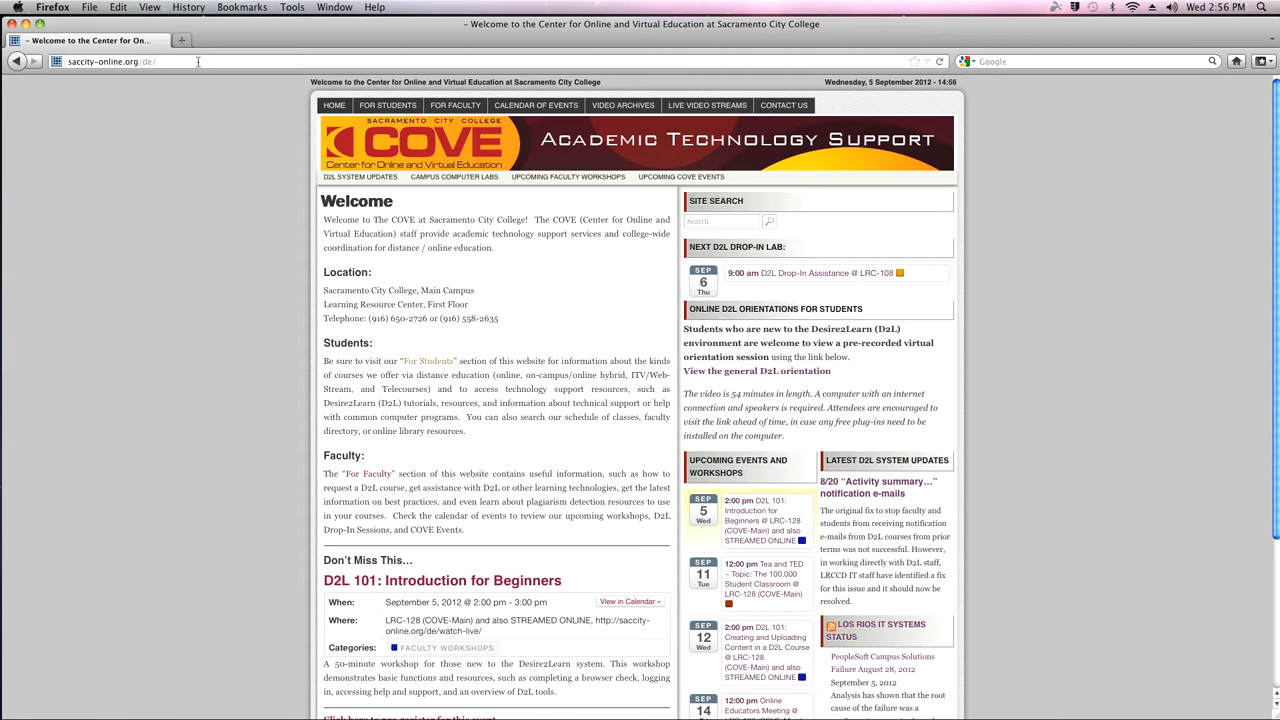 Firefox File Edit View History Bookmarks Tools Window Help Wed 2:56 PM
– Welcome to the Center for Online and Virtual Education at Sacramento City College
– Welcome to the Center for On...
saccity-online.org/de/
Google
Welcome to the Center for Online and Virtual Education at Sacramento City College
Wednesday, 5 September 2012 - 14:56
HOME FOR STUDENTS FOR FACULTY CALENDAR OF EVENTS VIDEO ARCHIVES LIVE VIDEO STREAMS CONTACT US
SACRAMENTO CITY COLLEGE
COVE
Center for Online and Virtual Education
ACADEMIC TECHNOLOGY SUPPORT
D2L SYSTEM UPDATES CAMPUS COMPUTER LABS UPCOMING FACULTY WORKSHOPS UPCOMING COVE EVENTS
Welcome
Welcome to The COVE at Sacramento City College! The COVE (Center for Online and
Virtual Education) staff provide academic technology support services and college-wide
coordination for distance / online education.
Location:
Sacramento City College, Main Campus
Learning Resource Center, First Floor
Telephone: (916) 650-2726 or (916) 558-2635
Students:
Be sure to visit our “For Students” section of this website for information about the kinds
of courses we offer via distance education (online, on-campus/online hybrid, ITV/Web-
Stream, and Telecourses) and to access technology support resources, such as
Desire2Learn (D2L) tutorials, resources, and information about technical support or help
with common computer programs. You can also search our schedule of classes, faculty
directory, or online library resources.
Faculty:
The “For Faculty” section of this website contains useful information, such as how to
request a D2L course, get assistance with D2L or other learning technologies, get the latest
information on best practices, and even learn about plagiarism detection resources to use
in your courses. Check the calendar of events to review our upcoming workshops, D2L
Drop-In Sessions, and COVE Events.
Don’t Miss This…
D2L 101: Introduction for Beginners
When: September 5, 2012 @ 2:00 pm - 3:00 pm View in Calendar »
Where: LRC-128 (COVE-Main) and also STREAMED ONLINE, http://saccity-
online.org/de/watch-live/
Categories: FACULTY WORKSHOPS
A 50-minute workshop for those new to the Desire2Learn system. This workshop
demonstrates basic functions and resources, such as completing a browser check, logging
in, accessing help and support, and an overview of D2L tools.
Click here to pre-register for this event
SITE SEARCH
Search
NEXT D2L DROP-IN LAB:
SEP
6
Thu
9:00 am D2L Drop-In Assistance @ LRC-108
ONLINE D2L ORIENTATIONS FOR STUDENTS
Students who are new to the Desire2Learn (D2L)
environment are welcome to view a pre-recorded virtual
orientation session using the link below.
View the general D2L orientation
The video is 54 minutes in length. A computer with an internet
connection and speakers is required. Attendees are encouraged to
visit the link ahead of time, in case any free plug-ins need to be
installed on the computer.
UPCOMING EVENTS AND
WORKSHOPS
SEP
5
Wed
2:00 pm D2L 101:
Introduction for
Beginners @ LRC-128
(COVE-Main) and also
STREAMED ONLINE
SEP
11
Tue
12:00 pm Tea and TED
– Topic: The 100,000
Student Classroom @
LRC-128 (COVE-Main)
SEP
12
Wed
2:00 pm D2L 101:
Creating and Uploading
Content in a D2L Course
@ LRC-128
(COVE-Main) and also
STREAMED ONLINE
SEP
14
12:00 pm Online
Educators Meeting @
LATEST D2L SYSTEM UPDATES
8/20 “Activity summary…”
notification e-mails
The original fix to stop faculty and
students from receiving notification
e-mails from D2L courses from prior
terms was not successful. However,
in working directly with D2L staff,
LRCCD IT staff have identified a fix
for this issue and it should now be
resolved.
LOS RIOS IT SYSTEMS
STATUS
PeopleSoft Campus Solutions
Failure August 28, 2012
September 5, 2012
Analysis has shown that the root
cause of the failure was a